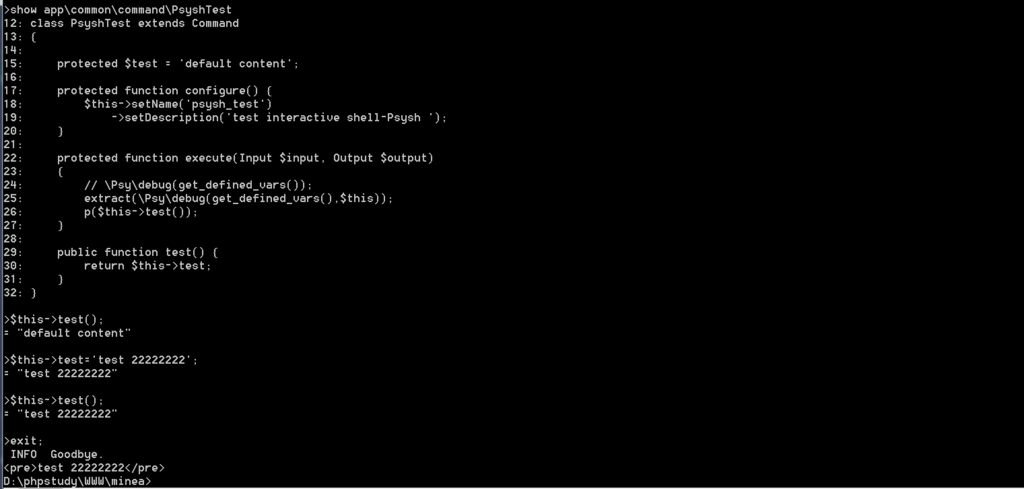 >show app\common\command\PsyshTest
12: class PsyshTest extends Command
13: {
14:
15:     protected $test = 'default content';
16:
17:     protected function configure() {
18:         $this->setName('psysh_test')
19:             ->setDescription('test interactive shell-Psysh ');
20:     }
21:
22:     protected function execute(Input $input, Output $output)
23:     {
24:         // \Psy\debug(get_defined_vars());
25:         extract(\Psy\debug(get_defined_vars(),$this));
26:         p($this->test());
27:     }
28:
29:     public function test() {
30:         return $this->test;
31:     }
32: }
>$this->test();
= "default content"
>$this->test='test 22222222';
= "test 22222222"
>$this->test();
= "test 22222222"
>exit;
 INFO  Goodbye.
<pre>test 22222222</pre>
D:\phpstudy\WWW\minea>